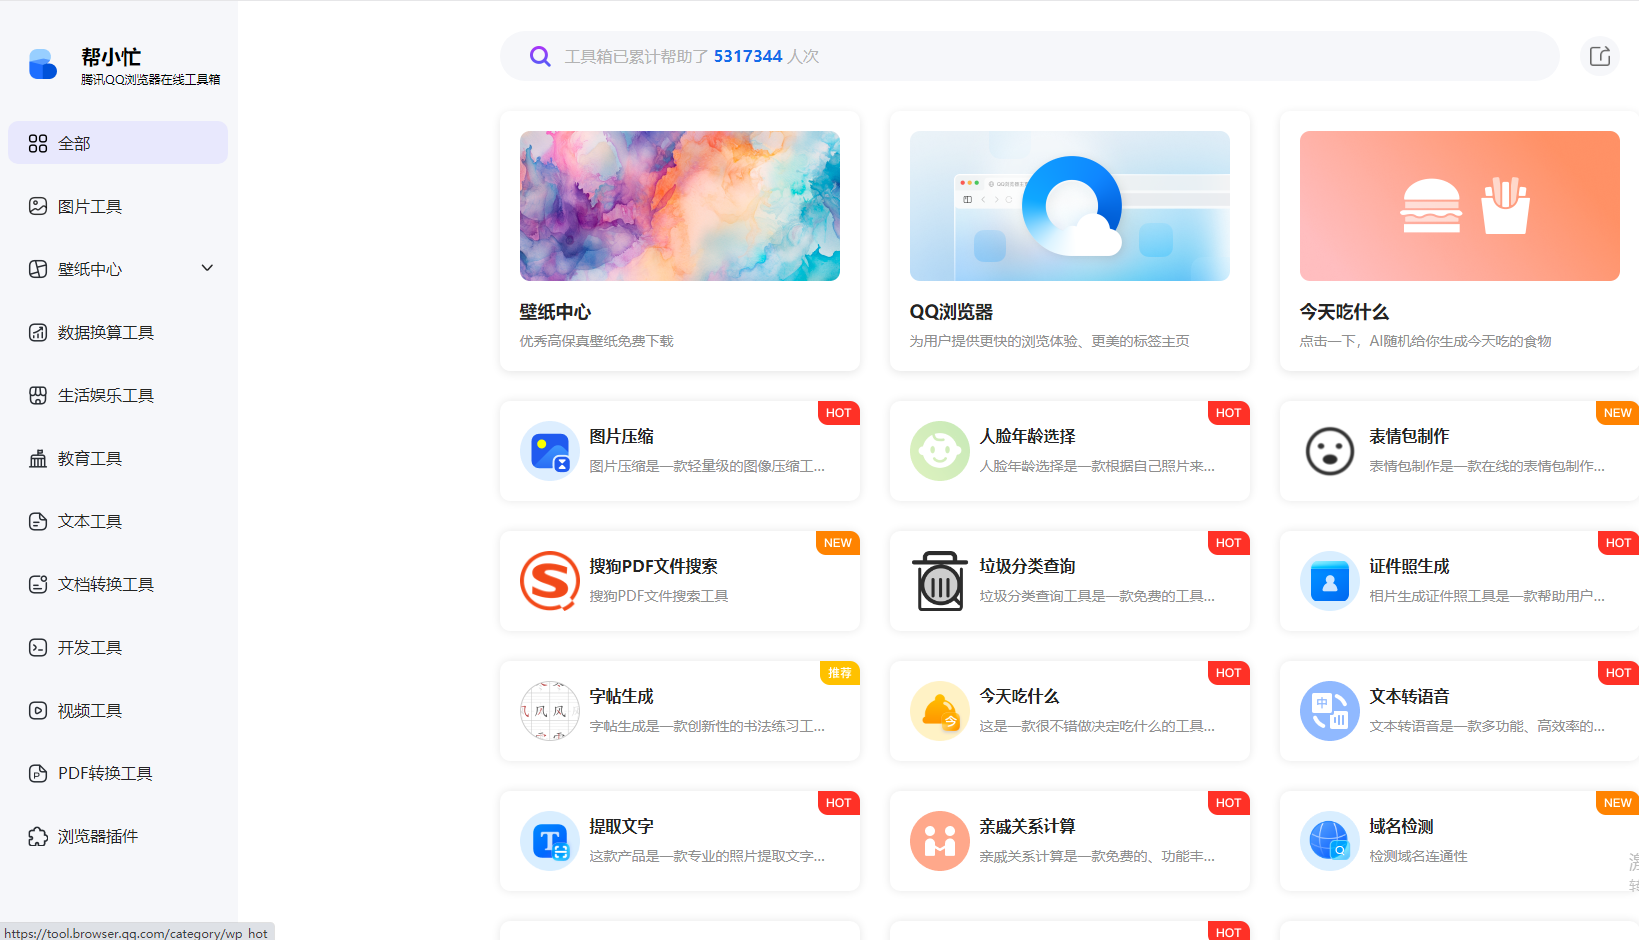 帮小忙
腾讯QQ浏览器在线工具箱
全部
图片工具
壁纸中心
数据换算工具
生活娱乐工具
教育工具
文本工具
文档转换工具
开发工具
视频工具
PDF转换工具
浏览器插件
工具箱已累计帮助了 5317344 人次
壁纸中心
优秀高保真壁纸免费下载
QQ浏览器
为用户提供更快的浏览体验、更美的标签主页
今天吃什么
点击一下，AI随机给你生成今天吃的食物
HOT
图片压缩
图片压缩是一款轻量级的图像压缩工...
HOT
人脸年龄选择
人脸年龄选择是一款根据自己照片来...
NEW
表情包制作
表情包制作是一款在线的表情包制作...
NEW
搜狗PDF文件搜索
搜狗PDF文件搜索工具
HOT
垃圾分类查询
垃圾分类查询工具是一款免费的工具...
HOT
证件照生成
相片生成证件照工具是一款帮助用户...
推荐
字帖生成
字帖生成是一款创新性的书法练习工...
风 风
HOT
今天吃什么
这是一款很不错做决定吃什么的工具...
今
HOT
文本转语音
文本转语音是一款多功能、高效率的...
中
HOT
提取文字
这款产品是一款专业的照片提取文字...
T
HOT
亲戚关系计算
亲戚关系计算是一款免费的、功能丰...
NEW
域名检测
检测域名连通性
HOT
https://tool.browser.qq.com/category/wp_hot